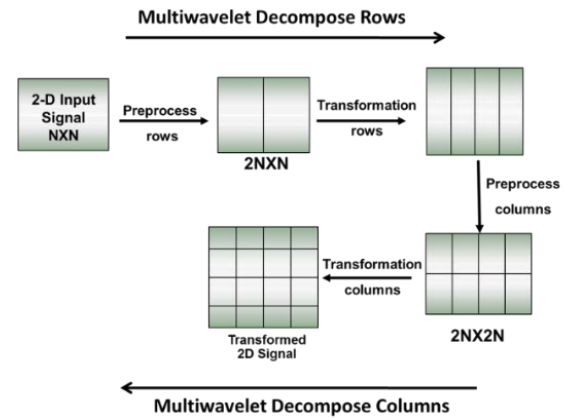 Multiwavelet Decompose Rows
2-D Input
Signal
NXN
Preprocess
rows
2NXN
Transformation
rows
Preprocess
columns
2NX2N
Transformation
columns
Transformed
2D Signal
Multiwavelet Decompose Columns